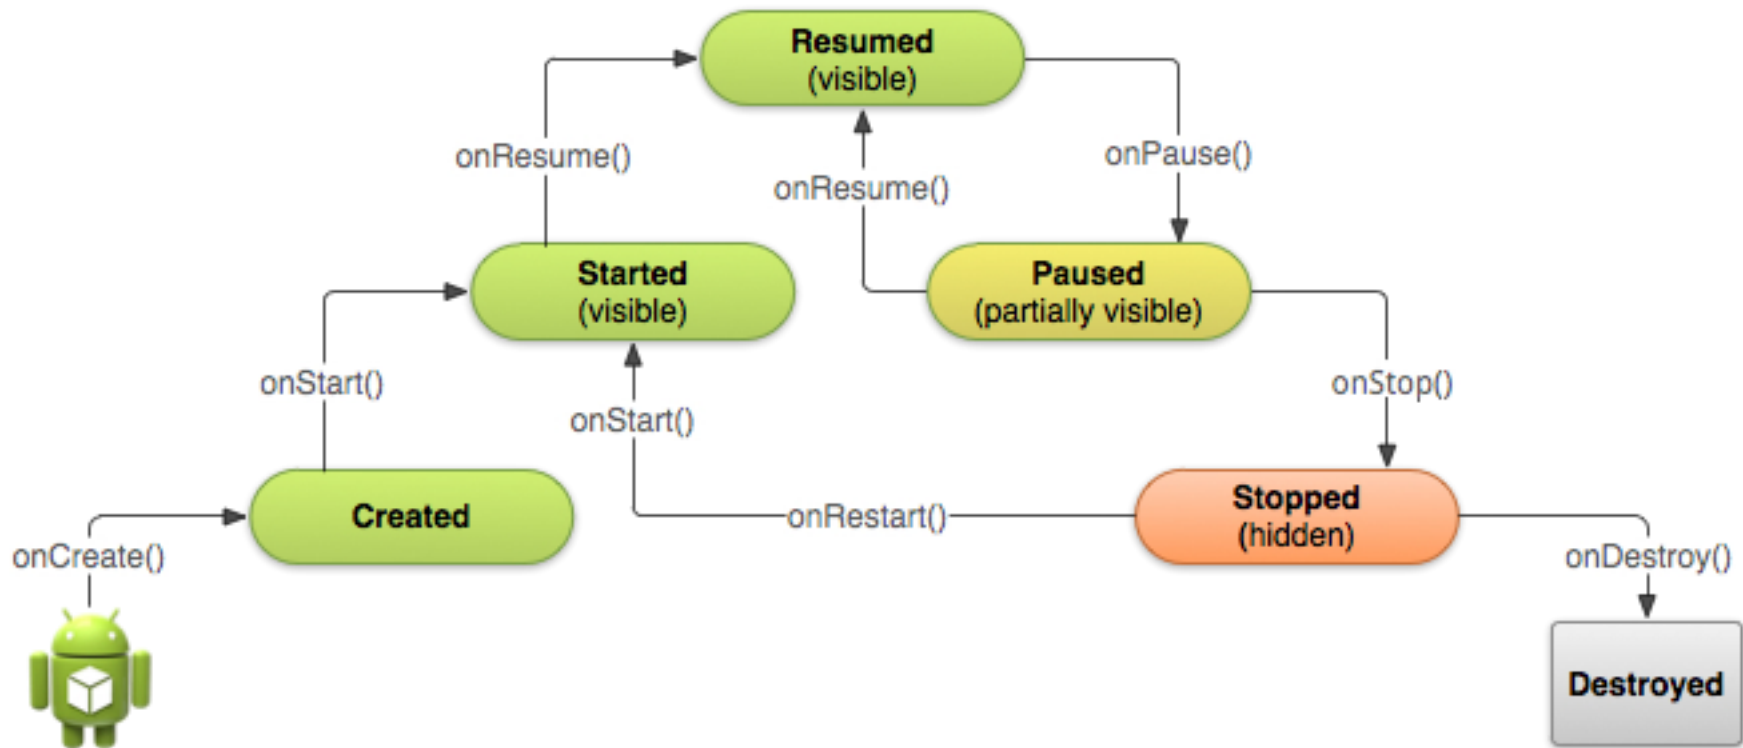 Resumed
(visible)
onResume()
onPause()
onResume()
Started
(visible)
Paused
(partially visible)
onStart()
onStop()
onStart()
Created
onRestart()
Stopped
(hidden)
onCreate()
onDestroy()
Destroyed